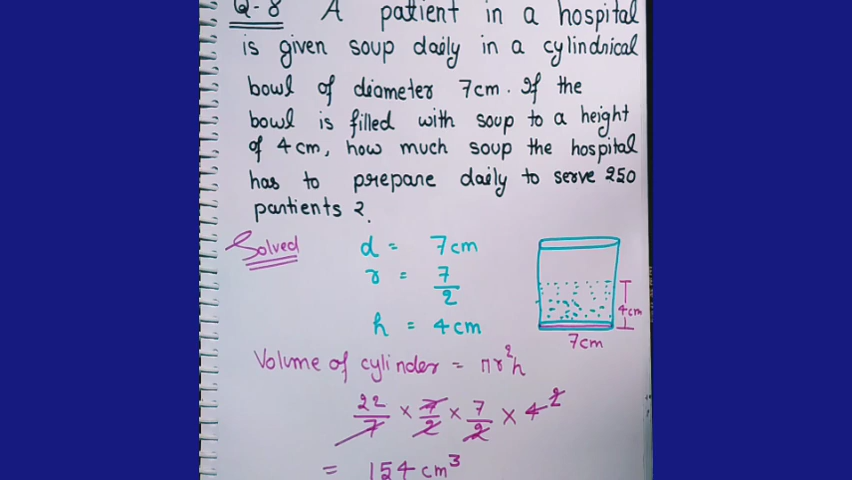 Q-8 A patient in a hospital
is given soup daily in a cylindrical
bowl of diameter 7cm. If the
bowl is filled with soup to a height
of 4cm, how much soup the hospital
has to prepare daily to serve 250
pantients ?
Solved
d = 7cm
r = 7/2
h = 4cm
4cm
7cm
Volume of cylinder = πr²h
22/7 × 7/2 × 7/2 × 4 2
= 154cm³